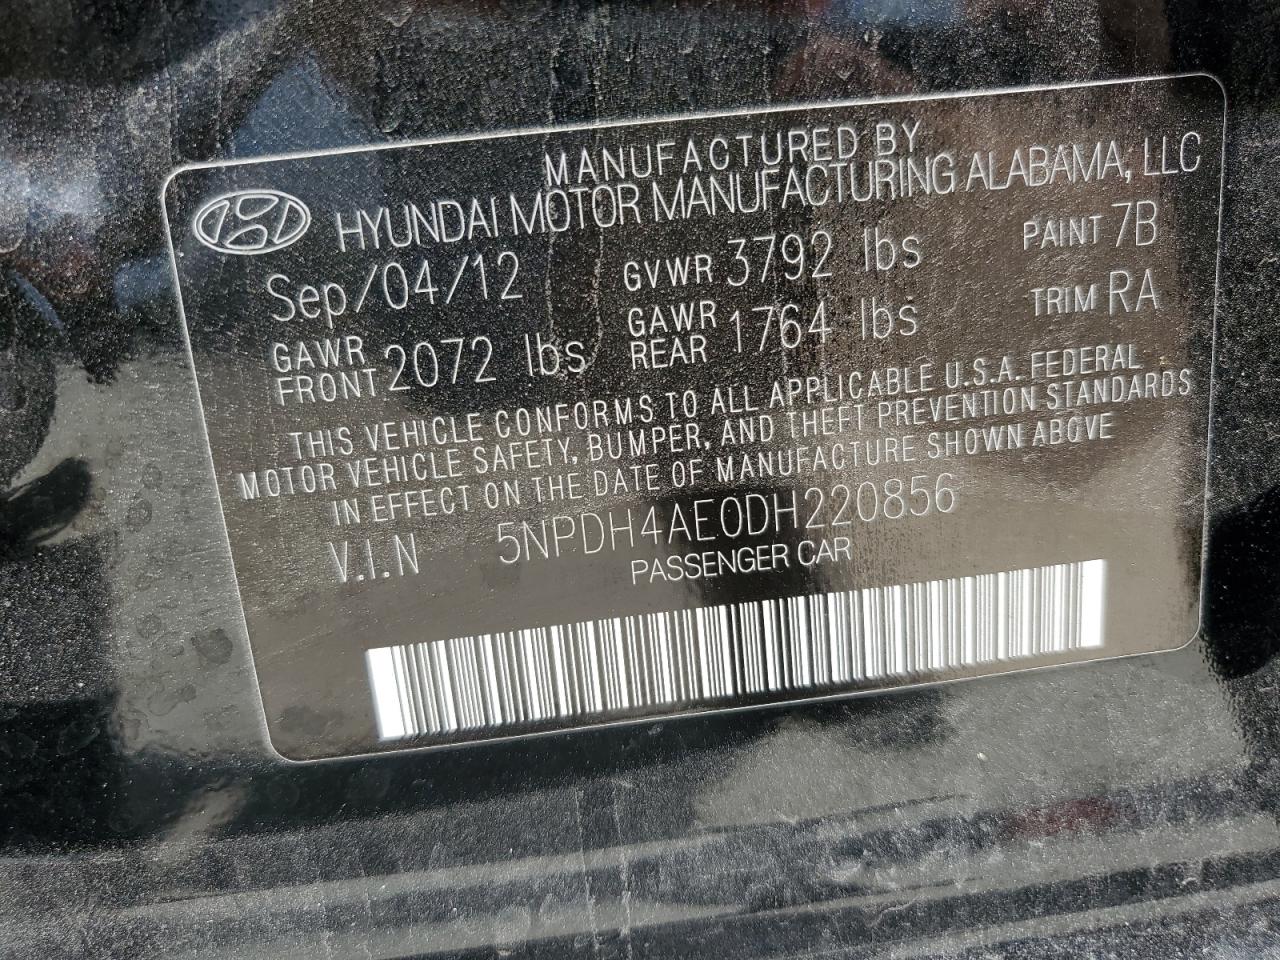 MANUFACTURED BY
HYUNDAI MOTOR MANUFACTURING ALABAMA, LLC
Sep/04/12 GVWR 3792 lbs PAINT 7B
GAWR FRONT 2072 lbs GAWR REAR 1764 lbs TRIM RA
THIS VEHICLE CONFORMS TO ALL APPLICABLE U.S.A. FEDERAL
MOTOR VEHICLE SAFETY, BUMPER, AND THEFT PREVENTION STANDARDS
IN EFFECT ON THE DATE OF MANUFACTURE SHOWN ABOVE
V.I.N 5NPDH4AE0DH220856
PASSENGER CAR